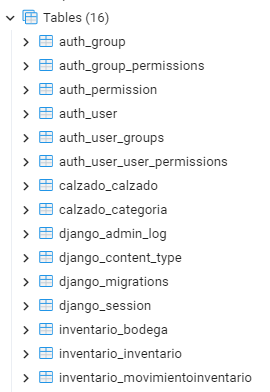 Tables (16)
auth_group
auth_group_permissions
auth_permission
auth_user
auth_user_groups
auth_user_user_permissions
calzado_calzado
calzado_categoria
django_admin_log
django_content_type
django_migrations
django_session
inventario_bodega
inventario_inventario
inventario_movimientoinventario